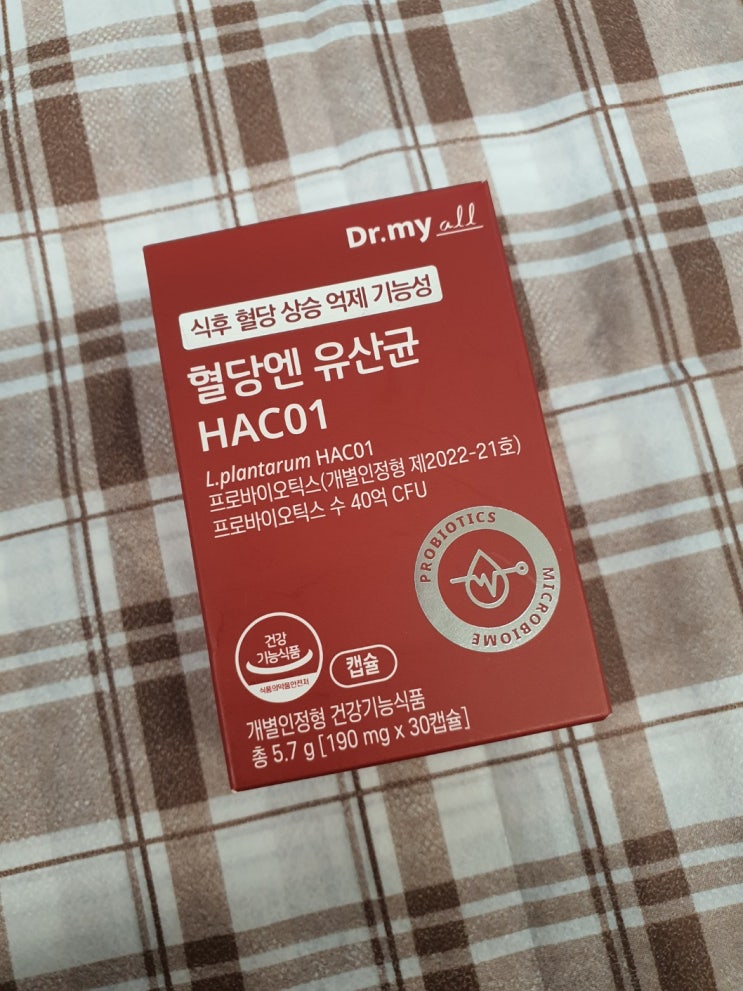 Dr.my all
식후 혈당 상승 억제 기능성
혈당엔 유산균
HAC01
L.plantarum HAC01
프로바이오틱스(개별인정형 제2022-21호)
프로바이오틱스 수 40억 CFU
PROBIOTICS
MICROBIOME
건강
기능식품
식품의약품안전처
캡슐
개별인정형 건강기능식품
총 5.7 g [190 mg x 30캡슐]